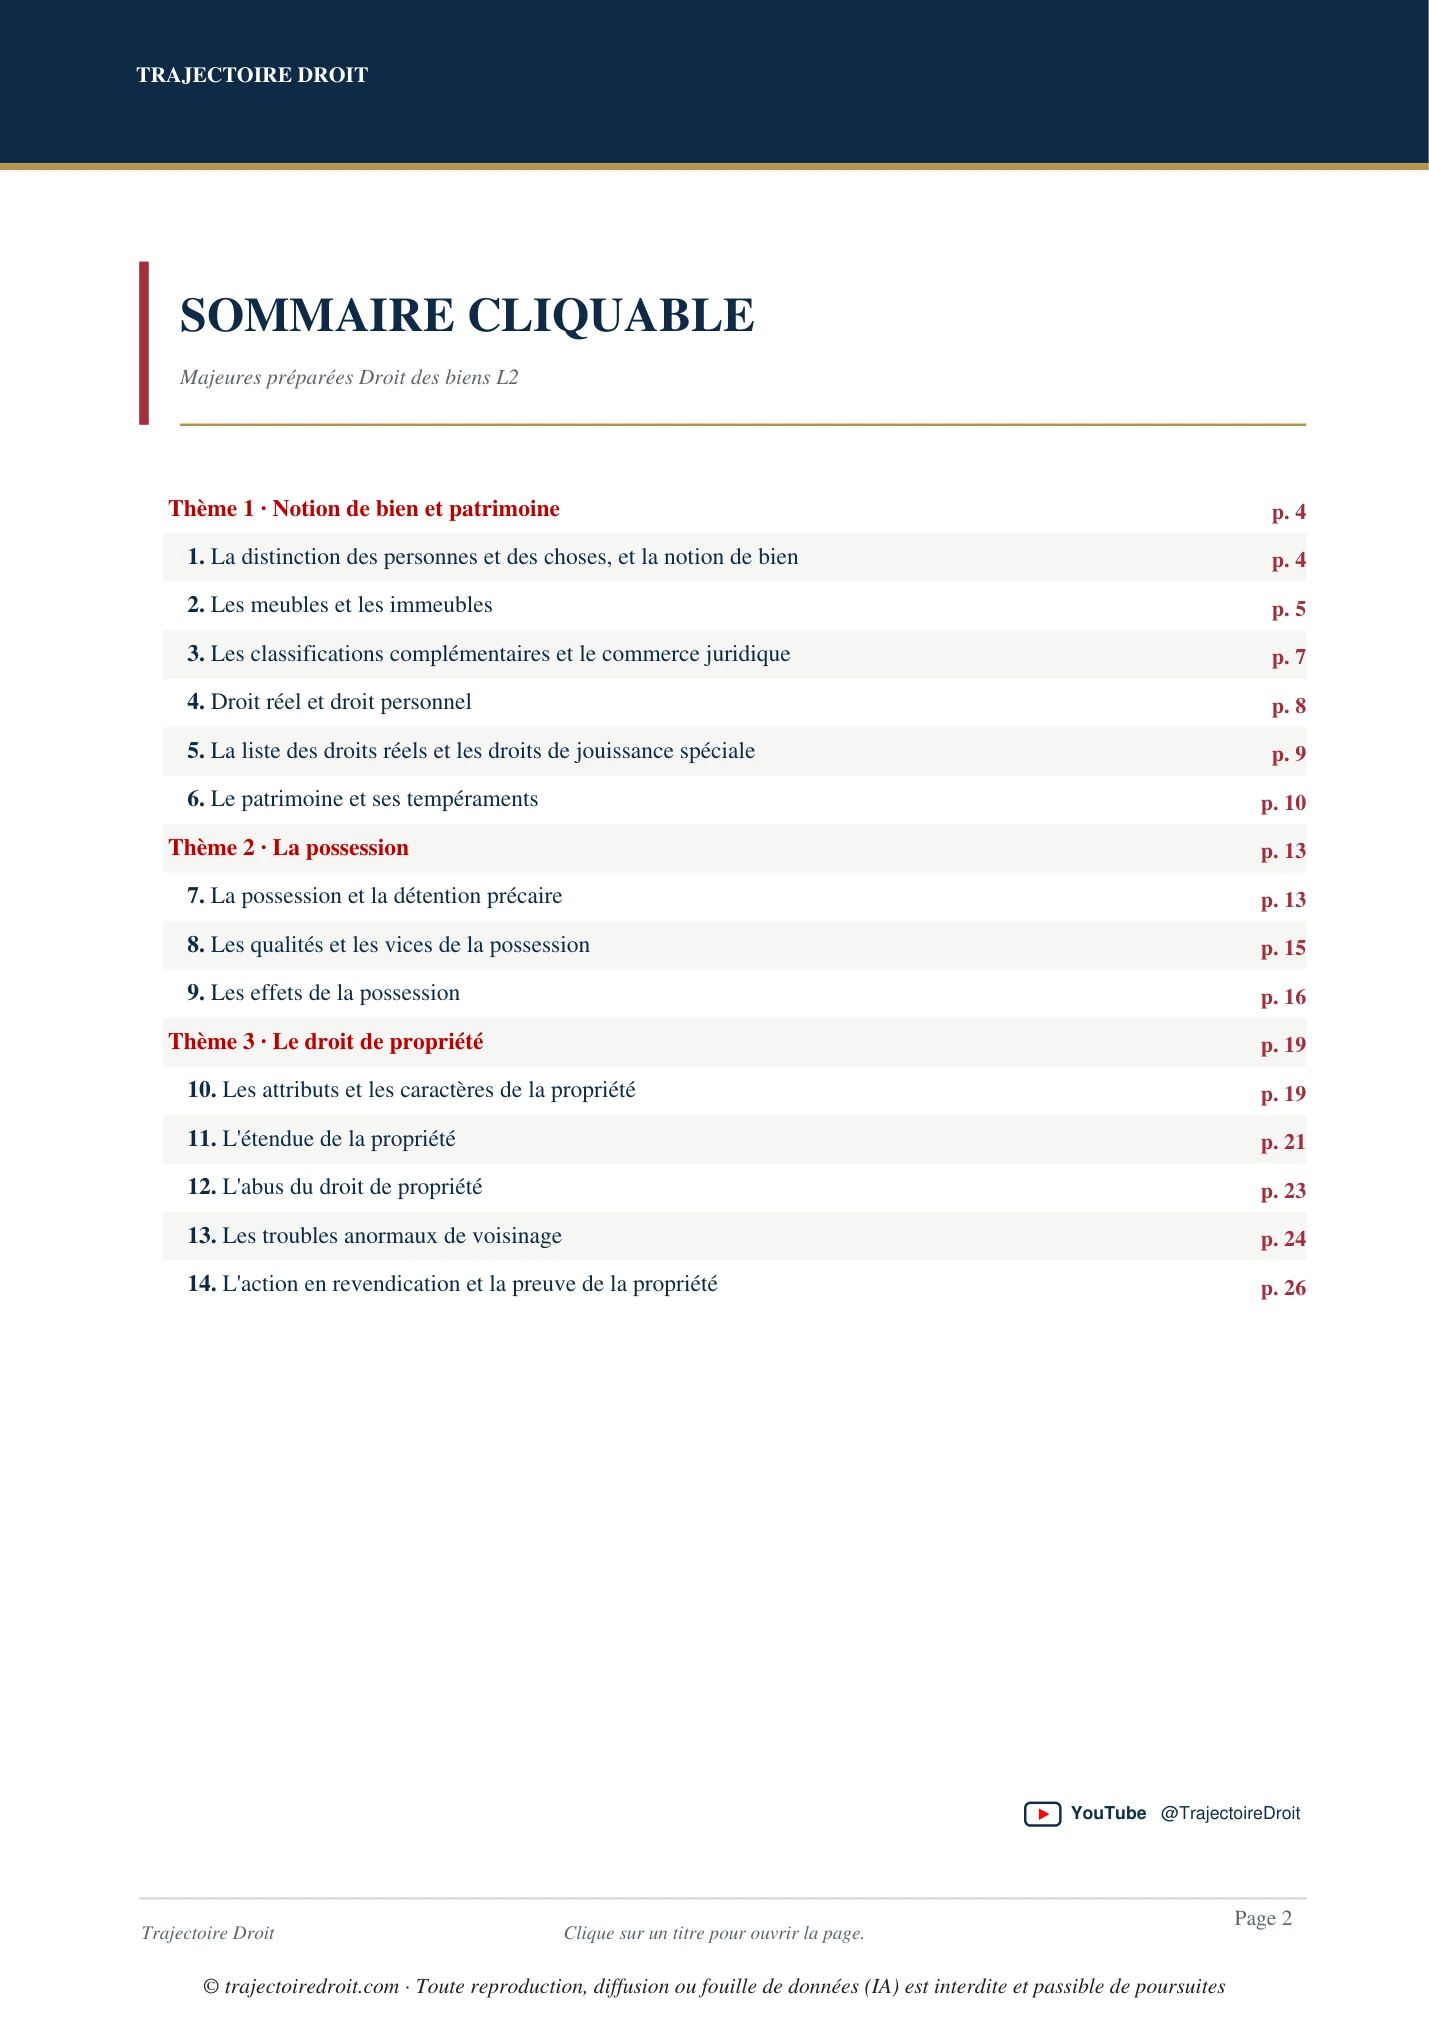 TRAJECTOIRE DROIT
SOMMAIRE CLIQUABLE
Majeures préparées Droit des biens L2
Thème 1 · Notion de bien et patrimoine p. 4
1. La distinction des personnes et des choses, et la notion de bien p. 4
2. Les meubles et les immeubles p. 5
3. Les classifications complémentaires et le commerce juridique p. 7
4. Droit réel et droit personnel p. 8
5. La liste des droits réels et les droits de jouissance spéciale p. 9
6. Le patrimoine et ses tempéraments p. 10
Thème 2 · La possession p. 13
7. La possession et la détention précaire p. 13
8. Les qualités et les vices de la possession p. 15
9. Les effets de la possession p. 16
Thème 3 · Le droit de propriété p. 19
10. Les attributs et les caractères de la propriété p. 19
11. L'étendue de la propriété p. 21
12. L'abus du droit de propriété p. 23
13. Les troubles anormaux de voisinage p. 24
14. L'action en revendication et la preuve de la propriété p. 26
YouTube @TrajectoireDroit
Trajectoire Droit Clique sur un titre pour ouvrir la page. Page 2
© trajectoiredroit.com · Toute reproduction, diffusion ou fouille de données (IA) est interdite et passible de poursuites